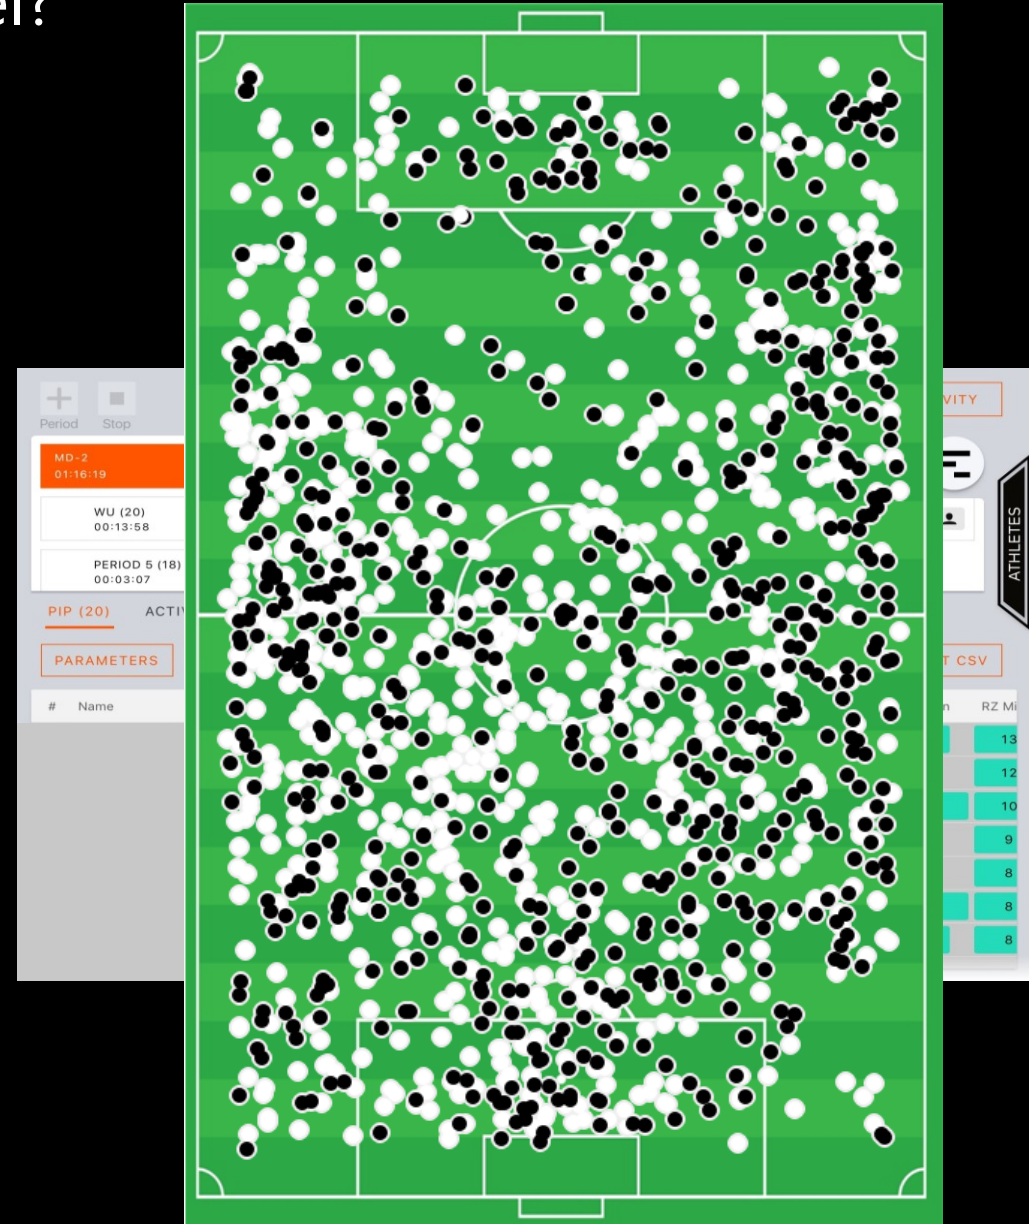 Period Stop
MD-2
01:16:19
WU (20)
00:13:58
PERIOD 5 (18)
00:03:07
PIP (20)
PARAMETERS
# Name
ATHLETES
CSV
RZ
13
12
10
9
8
8
8